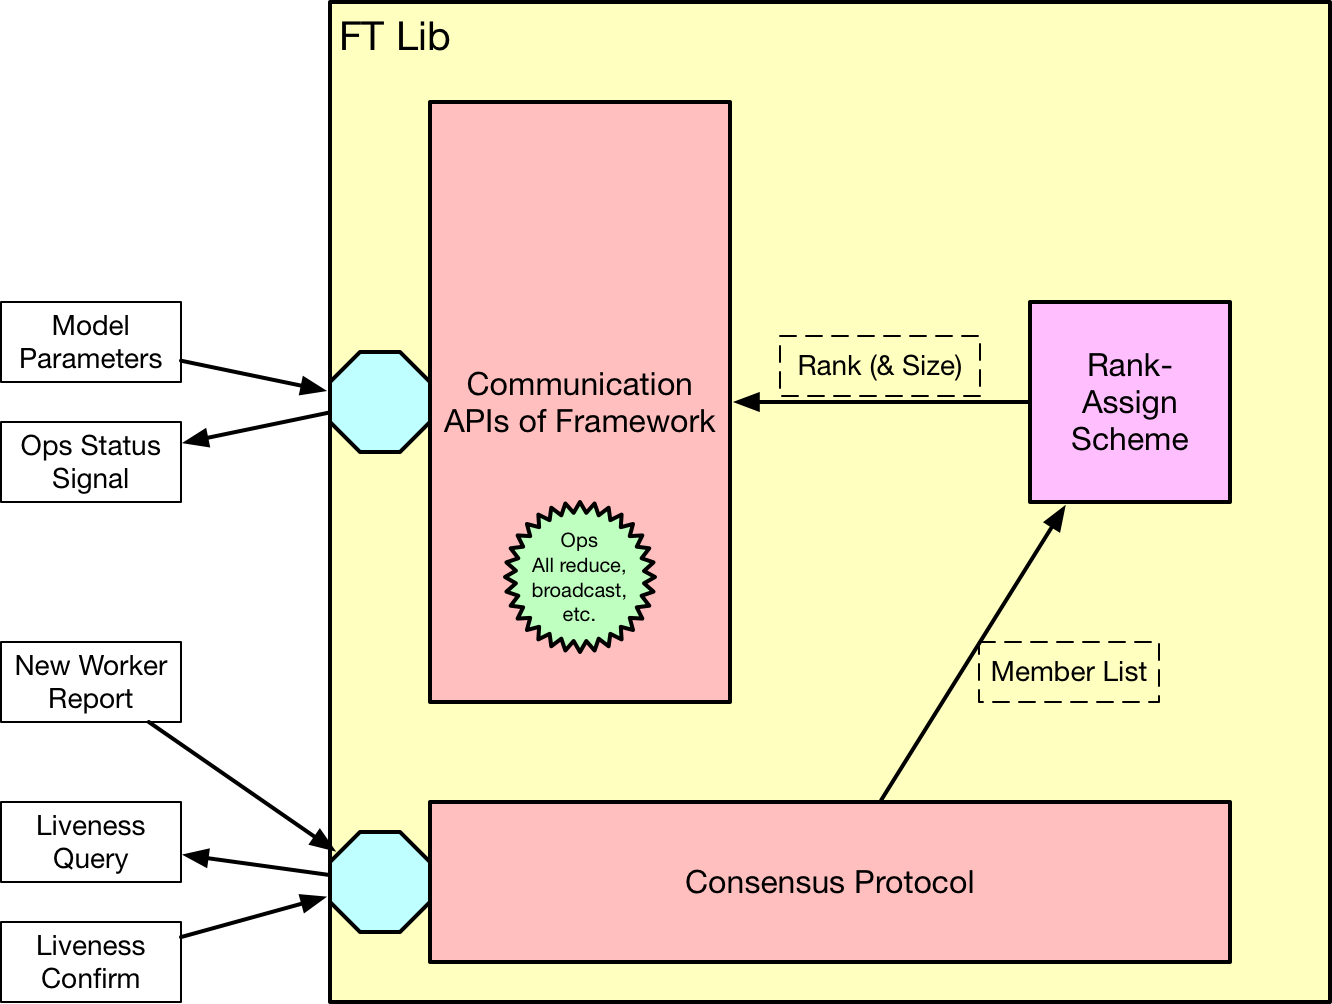 FT Lib
Model
Parameters
Ops Status
Signal
Communication
APIs of Framework
Rank (& Size)
Rank-
Assign
Scheme
Ops
All reduce,
broadcast,
etc.
New Worker
Report
Member List
Liveness
Query
Liveness
Confirm
Consensus Protocol